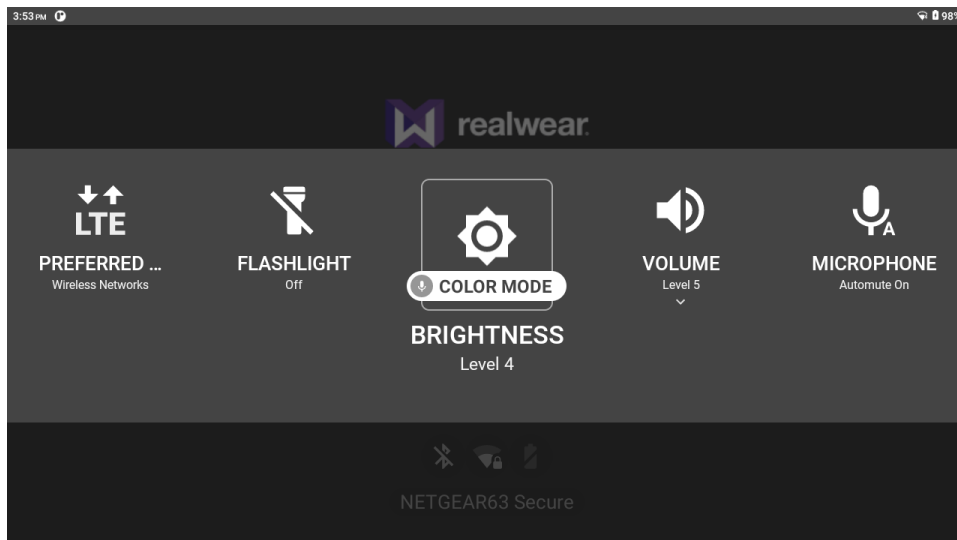 3:53 PM
98%
realwear
LTE
A
PREFERRED ...
Wireless Networks
FLASHLIGHT
Off
COLOR MODE
BRIGHTNESS
Level 4
VOLUME
Level 5
MICROPHONE
Automute On
NETGEAR63 Secure